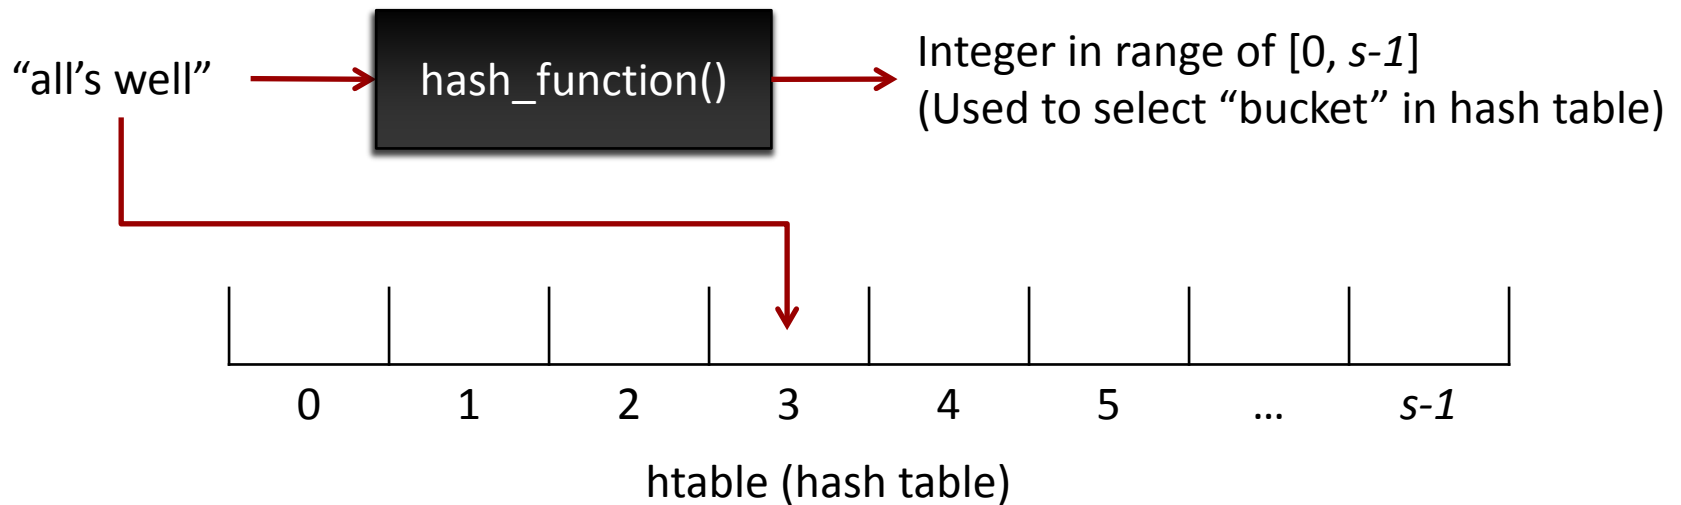 “all's well”
hash_function()
Integer in range of [0, s-1]
(Used to select “bucket” in hash table)
0 1 2 3 4 5 … s-1
htable (hash table)